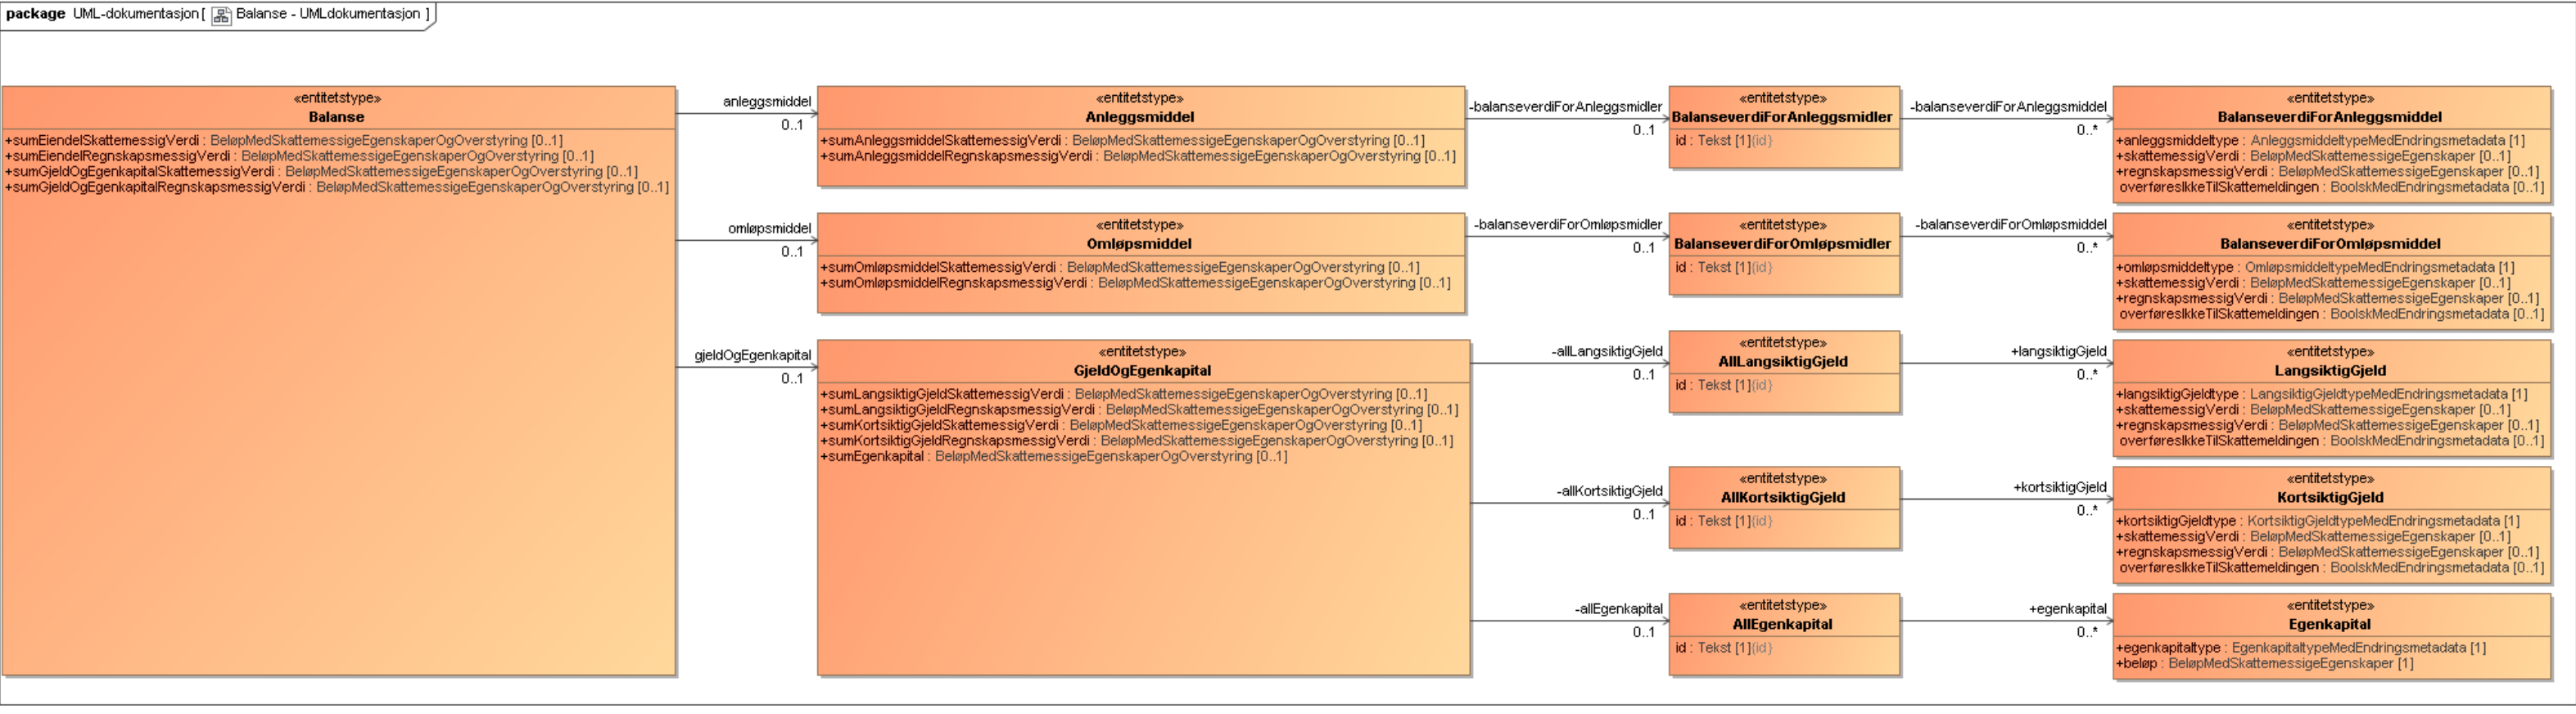 package UML-dokumentasjon [ Balanse - UMLdokumentasjon ]
«entitetstype»
Balanse
+sumEiendelSkattemessigVerdi : BeløpMedSkattemessigeEgenskaperOgOverstyring [0..1]
+sumEiendelRegnskapsmessigVerdi : BeløpMedSkattemessigeEgenskaperOgOverstyring [0..1]
+sumGjeldOgEgenkapitalSkattemessigVerdi : BeløpMedSkattemessigeEgenskaperOgOverstyring [0..1]
+sumGjeldOgEgenkapitalRegnskapsmessigVerdi : BeløpMedSkattemessigeEgenskaperOgOverstyring [0..1]
anleggsmiddel
0..1
«entitetstype»
Anleggsmiddel
+sumAnleggsmiddelSkattemessigVerdi : BeløpMedSkattemessigeEgenskaperOgOverstyring [0..1]
+sumAnleggsmiddelRegnskapsmessigVerdi : BeløpMedSkattemessigeEgenskaperOgOverstyring [0..1]
-balanseverdiForAnleggsmidler
0..1
«entitetstype»
BalanseverdiForAnleggsmidler
id : Tekst [1]{id}
-balanseverdiForAnleggsmiddel
0..*
«entitetstype»
BalanseverdiForAnleggsmiddel
+anleggsmiddeltype : AnleggsmiddeltypeMedEndringsmetadata [1]
+skattemessigVerdi : BeløpMedSkattemessigeEgenskaper [0..1]
+regnskapsmessigVerdi : BeløpMedSkattemessigeEgenskaper [0..1]
overføresIkkeTilSkattemeldingen : BoolskMedEndringsmetadata [0..1]
omløpsmiddel
0..1
«entitetstype»
Omløpsmiddel
+sumOmløpsmiddelSkattemessigVerdi : BeløpMedSkattemessigeEgenskaperOgOverstyring [0..1]
+sumOmløpsmiddelRegnskapsmessigVerdi : BeløpMedSkattemessigeEgenskaperOgOverstyring [0..1]
-balanseverdiForOmløpsmidler
0..1
«entitetstype»
BalanseverdiForOmløpsmidler
id : Tekst [1]{id}
-balanseverdiForOmløpsmiddel
0..*
«entitetstype»
BalanseverdiForOmløpsmiddel
+omløpsmiddeltype : OmløpsmiddeltypeMedEndringsmetadata [1]
+skattemessigVerdi : BeløpMedSkattemessigeEgenskaper [0..1]
+regnskapsmessigVerdi : BeløpMedSkattemessigeEgenskaper [0..1]
overføresIkkeTilSkattemeldingen : BoolskMedEndringsmetadata [0..1]
gjeldOgEgenkapital
0..1
«entitetstype»
GjeldOgEgenkapital
+sumLangsiktigGjeldSkattemessigVerdi : BeløpMedSkattemessigeEgenskaperOgOverstyring [0..1]
+sumLangsiktigGjeldRegnskapsmessigVerdi : BeløpMedSkattemessigeEgenskaperOgOverstyring [0..1]
+sumKortsiktigGjeldSkattemessigVerdi : BeløpMedSkattemessigeEgenskaperOgOverstyring [0..1]
+sumKortsiktigGjeldRegnskapsmessigVerdi : BeløpMedSkattemessigeEgenskaperOgOverstyring [0..1]
+sumEgenkapital : BeløpMedSkattemessigeEgenskaperOgOverstyring [0..1]
-allLangsiktigGjeld
0..1
«entitetstype»
AllLangsiktigGjeld
id : Tekst [1]{id}
+langsiktigGjeld
0..*
«entitetstype»
LangsiktigGjeld
+langsiktigGjeldtype : LangsiktigGjeldtypeMedEndringsmetadata [1]
+skattemessigVerdi : BeløpMedSkattemessigeEgenskaper [0..1]
+regnskapsmessigVerdi : BeløpMedSkattemessigeEgenskaper [0..1]
overføresIkkeTilSkattemeldingen : BoolskMedEndringsmetadata [0..1]
-allKortsiktigGjeld
0..1
«entitetstype»
AllKortsiktigGjeld
id : Tekst [1]{id}
+kortsiktigGjeld
0..*
«entitetstype»
KortsiktigGjeld
+kortsiktigGjeldtype : KortsiktigGjeldtypeMedEndringsmetadata [1]
+skattemessigVerdi : BeløpMedSkattemessigeEgenskaper [0..1]
+regnskapsmessigVerdi : BeløpMedSkattemessigeEgenskaper [0..1]
overføresIkkeTilSkattemeldingen : BoolskMedEndringsmetadata [0..1]
-allEgenkapital
0..1
«entitetstype»
AllEgenkapital
id : Tekst [1]{id}
+egenkapital
0..*
«entitetstype»
Egenkapital
+egenkapitaltype : EgenkapitaltypeMedEndringsmetadata [1]
+beløp : BeløpMedSkattemessigeEgenskaper [1]